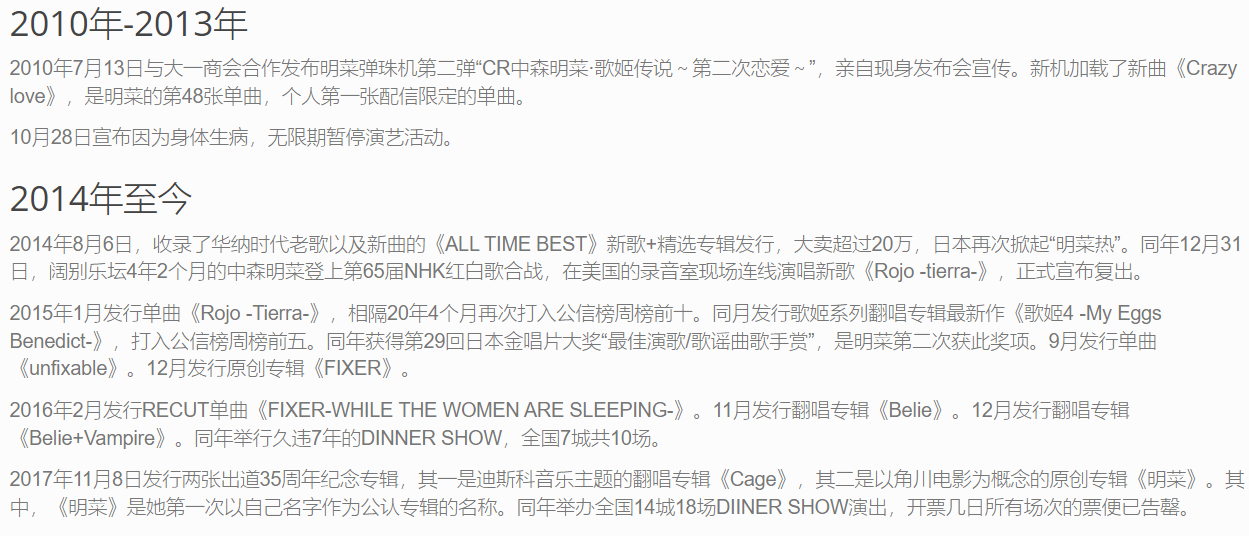 2010年-2013年
2010年7月13日与大一商会合作发布明菜弹珠机第二弹“CR中森明菜·歌姬传说～第二次恋爱～”，亲自现身发布会宣传。新机加载了新曲《Crazy
love》，是明菜的第48张单曲，个人第一张配信限定的单曲。
10月28日宣布因为身体生病，无限期暂停演艺活动。
2014年至今
2014年8月6日，收录了华纳时代老歌以及新曲的《ALL TIME BEST》新歌+精选专辑发行，大卖超过20万，日本再次掀起“明菜热”。同年12月31
日，阔别乐坛4年2个月的中森明菜登上第65届NHK红白歌合战，在美国的录音室现场连线演唱新歌《Rojo -tierra-》，正式宣布复出。
2015年1月发行单曲《Rojo -Tierra-》，相隔20年4个月再次打入公信榜周榜前十。同月发行歌姬系列翻唱专辑最新作《歌姬4 -My Eggs
Benedict-》，打入公信榜周榜前五。同年获得第29回日本金唱片大奖“最佳演歌/歌谣曲歌手赏”，是明菜第二次获此奖项。9月发行单曲
《unfixable》。12月发行原创专辑《FIXER》。
2016年2月发行RECUT单曲《FIXER-WHILE THE WOMEN ARE SLEEPING-》。11月发行翻唱专辑《Belie》。12月发行翻唱专辑
《Belie+Vampire》。同年举行久违7年的DINNER SHOW，全国7城共10场。
2017年11月8日发行两张出道35周年纪念专辑，其一是迪斯科音乐主题的翻唱专辑《Cage》，其二是以角川电影为概念的原创专辑《明菜》。其
中，《明菜》是她第一次以自己名字作为公认专辑的名称。同年举办全国14城18场DIINER SHOW演出，开票几日所有场次的票便已告罄。